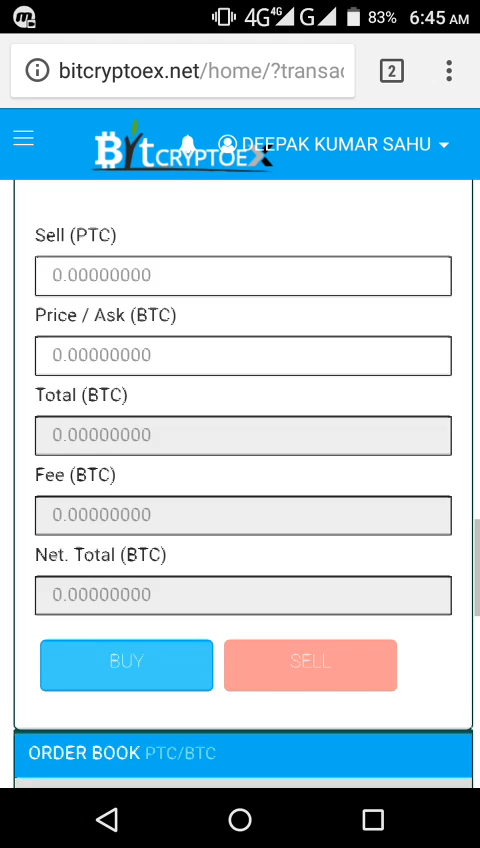 4G 4G G 83% 6:45 AM
bitcryptoex.net/home/?transac
2
BitCRYPTOEX DEEPAK KUMAR SAHU
Sell (PTC)
0.00000000
Price / Ask (BTC)
0.00000000
Total (BTC)
0.00000000
Fee (BTC)
0.00000000
Net. Total (BTC)
0.00000000
BUY SELL
ORDER BOOK PTC/BTC